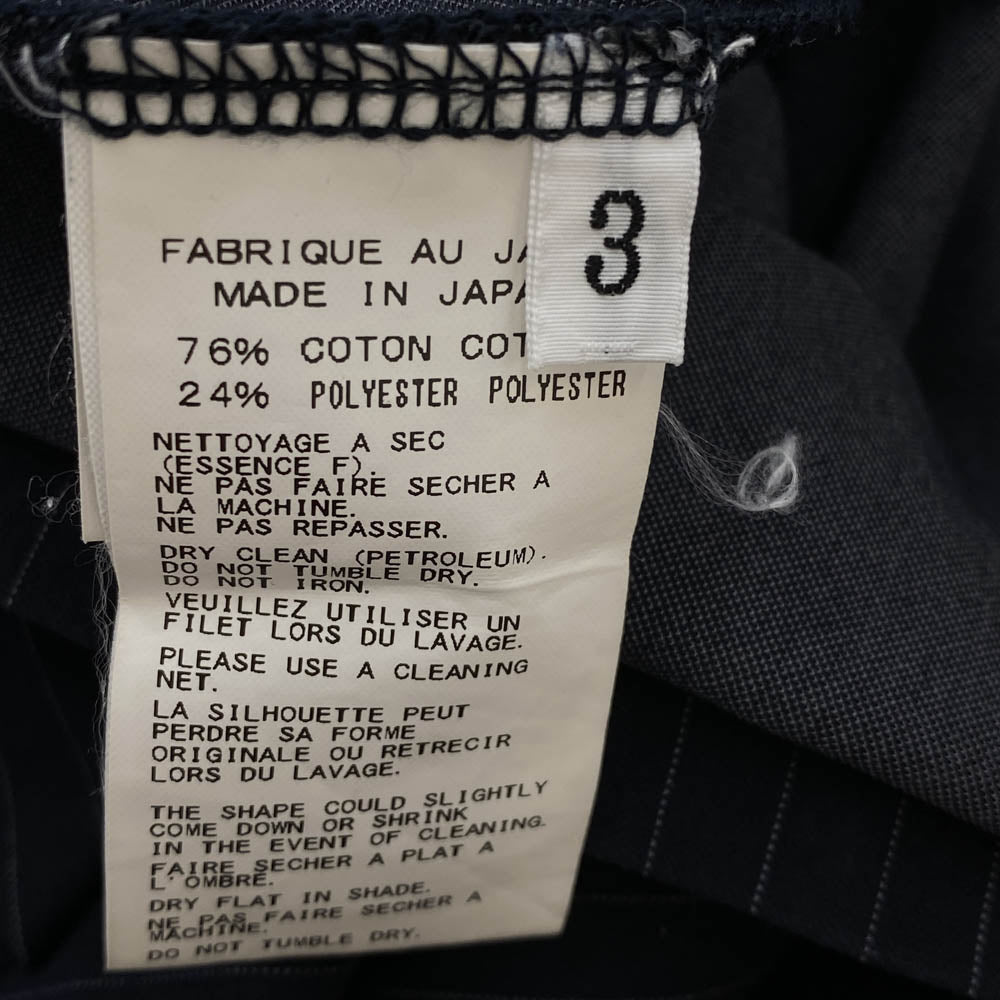 3
FABRIQUE AU
MADE IN
76% COTON
24% POLYESTER POLYESTER
NETTOYAGE A SEC
(ESSENCE F).
NE PAS FAIRE SECHER A
LA MACHINE.
NE PAS REPASSER.
DRY CLEAN (PETROLEUM).
DO NOT TUMBLE DRY.
DO NOT IRON.
VEUILLEZ UTILISER UN
FILET LORS DU LAVAGE.
PLEASE USE A CLEANING
NET.
LA SILHOUETTE PEUT
PERDRE SA FORME
ORIGINALE OU RETRECIR
LORS DU LAVAGE.
THE SHAPE COULD SLIGHTLY
COME DOWN OR SHRINK
IN THE EVENT OF CLEANING.
FAIRE SECHER A PLAT A
L'OMBRE.
DRY FLAT IN SHADE.
NE PAS FAIRE SECHER A
MACHINE.
DO NOT TUMBLE DRY.